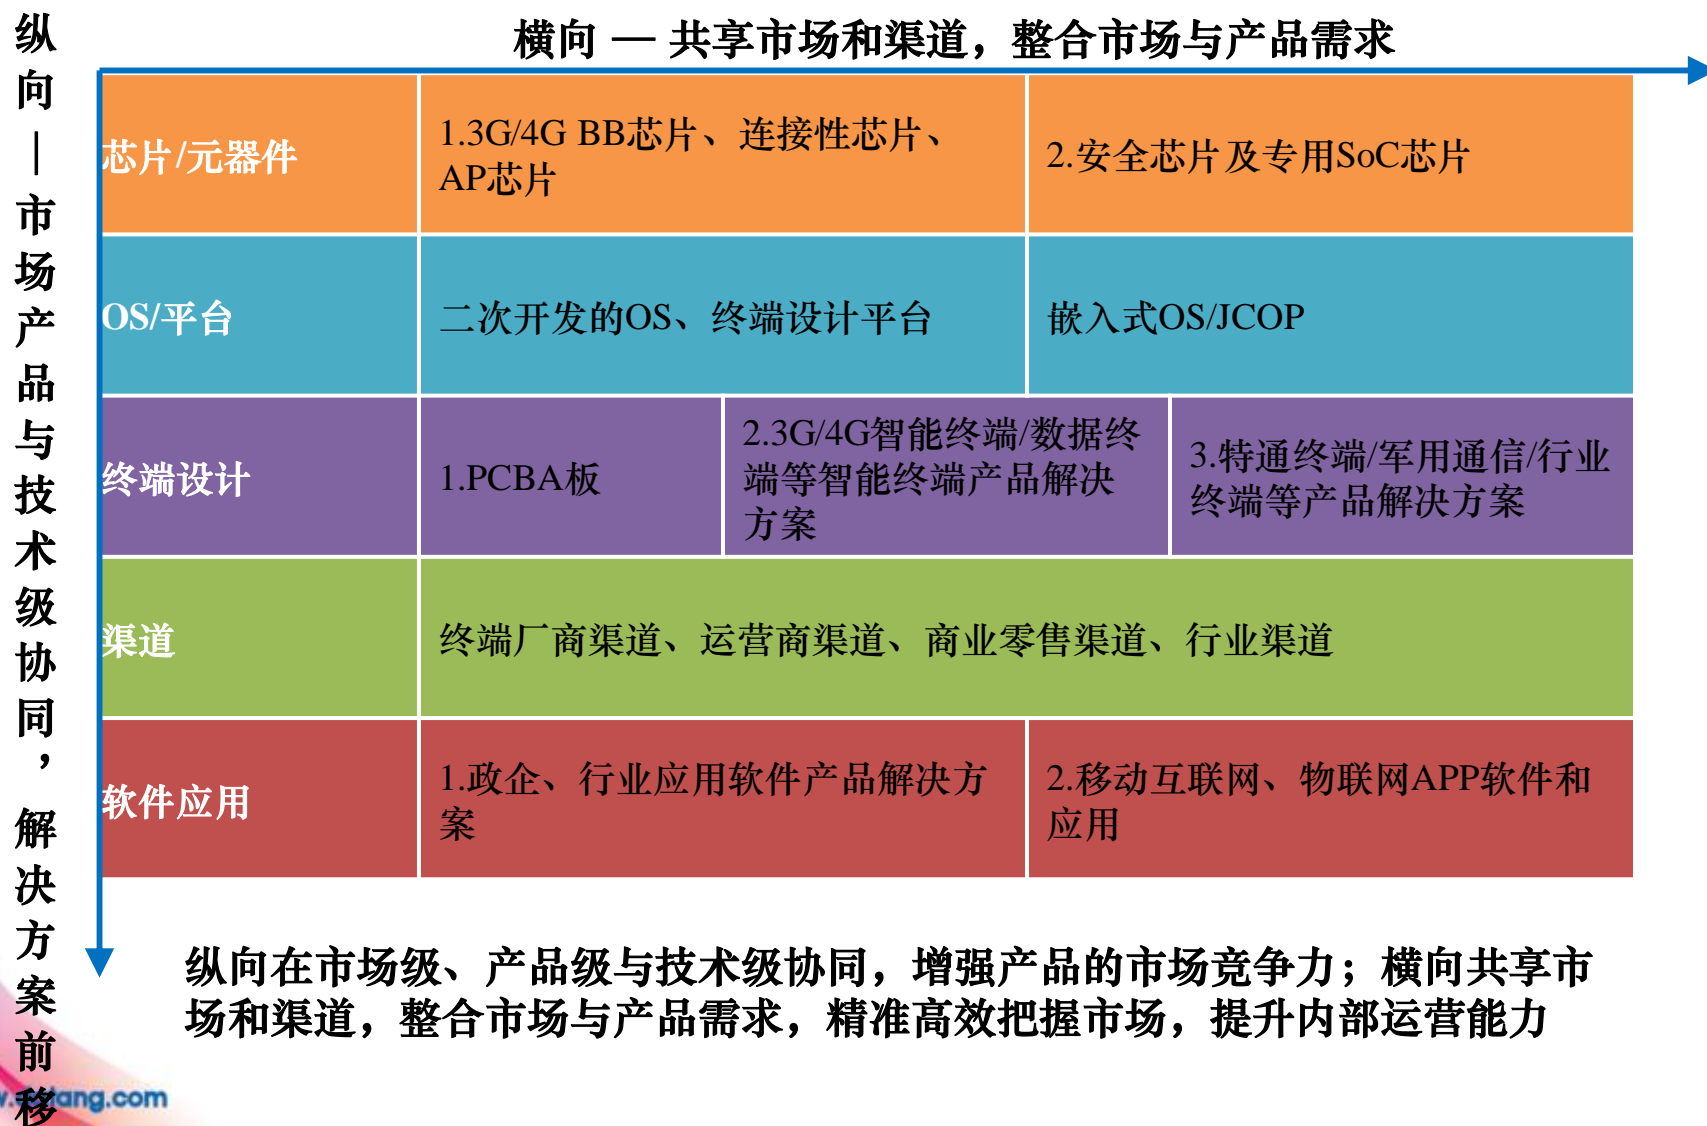 横向 — 共享市场和渠道，整合市场与产品需求
纵向—市场产品与技术级协同，解决方案前移
芯片/元器件
1.3G/4G BB芯片、连接性芯片、
AP芯片
2.安全芯片及专用SoC芯片
OS/平台
二次开发的OS、终端设计平台
嵌入式OS/JCOP
终端设计
1.PCBA板
2.3G/4G智能终端/数据终
端等智能终端产品解决
方案
3.特通终端/军用通信/行业
终端等产品解决方案
渠道
终端厂商渠道、运营商渠道、商业零售渠道、行业渠道
软件应用
1.政企、行业应用软件产品解决方
案
2.移动互联网、物联网APP软件和
应用
纵向在市场级、产品级与技术级协同，增强产品的市场竞争力；横向共享市
场和渠道，整合市场与产品需求，精准高效把握市场，提升内部运营能力